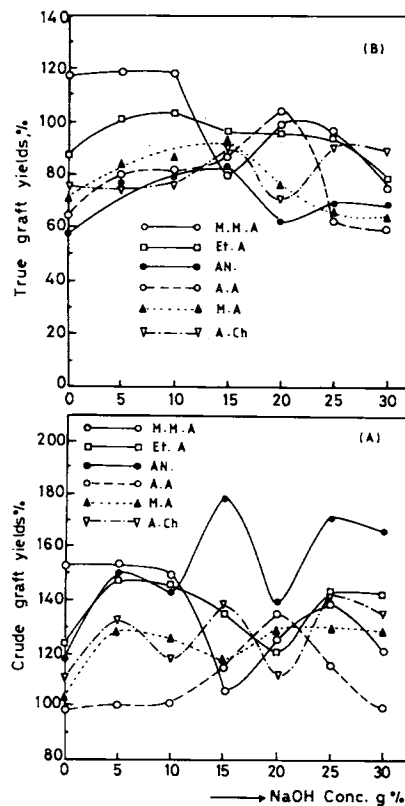 (B)
140
120
100
80
60
40
20
0
True graft yields,%
M.M.A
Et.A
AN.
A.A
M.A
A.Ch
0 5 10 15 20 25 30
(A)
200
180
160
140
120
100
80
Crude graft yields%
M.M.A
Et.A
AN.
A.A
M.A
A.Ch
0 5 10 15 20 25 30
NaOH Conc. g%